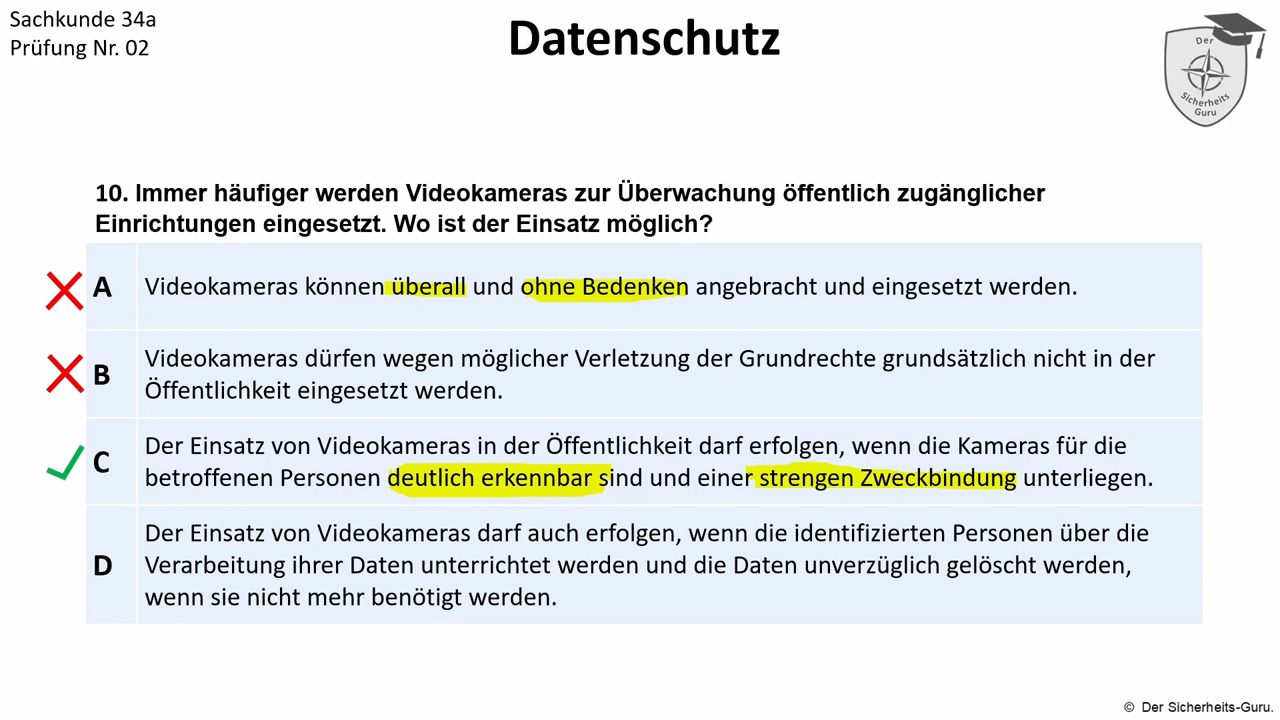 Sachkunde 34a
Prüfung Nr. 02
Datenschutz
Der
Sicherheits
Guru
10. Immer häufiger werden Videokameras zur Überwachung öffentlich zugänglicher
Einrichtungen eingesetzt. Wo ist der Einsatz möglich?
A Videokameras können überall und ohne Bedenken angebracht und eingesetzt werden.
B Videokameras dürfen wegen möglicher Verletzung der Grundrechte grundsätzlich nicht in der
Öffentlichkeit eingesetzt werden.
C Der Einsatz von Videokameras in der Öffentlichkeit darf erfolgen, wenn die Kameras für die
betroffenen Personen deutlich erkennbar sind und einer strengen Zweckbindung unterliegen.
D Der Einsatz von Videokameras darf auch erfolgen, wenn die identifizierten Personen über die
Verarbeitung ihrer Daten unterrichtet werden und die Daten unverzüglich gelöscht werden,
wenn sie nicht mehr benötigt werden.
© Der Sicherheits-Guru.